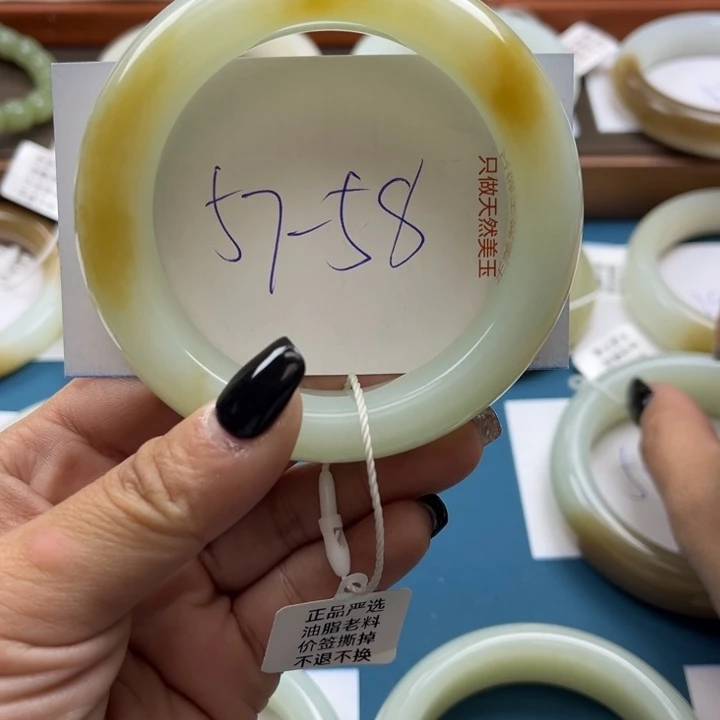 57-58
只做天然美玉
正品严选
油脂老料
价签撕掉
不退不换